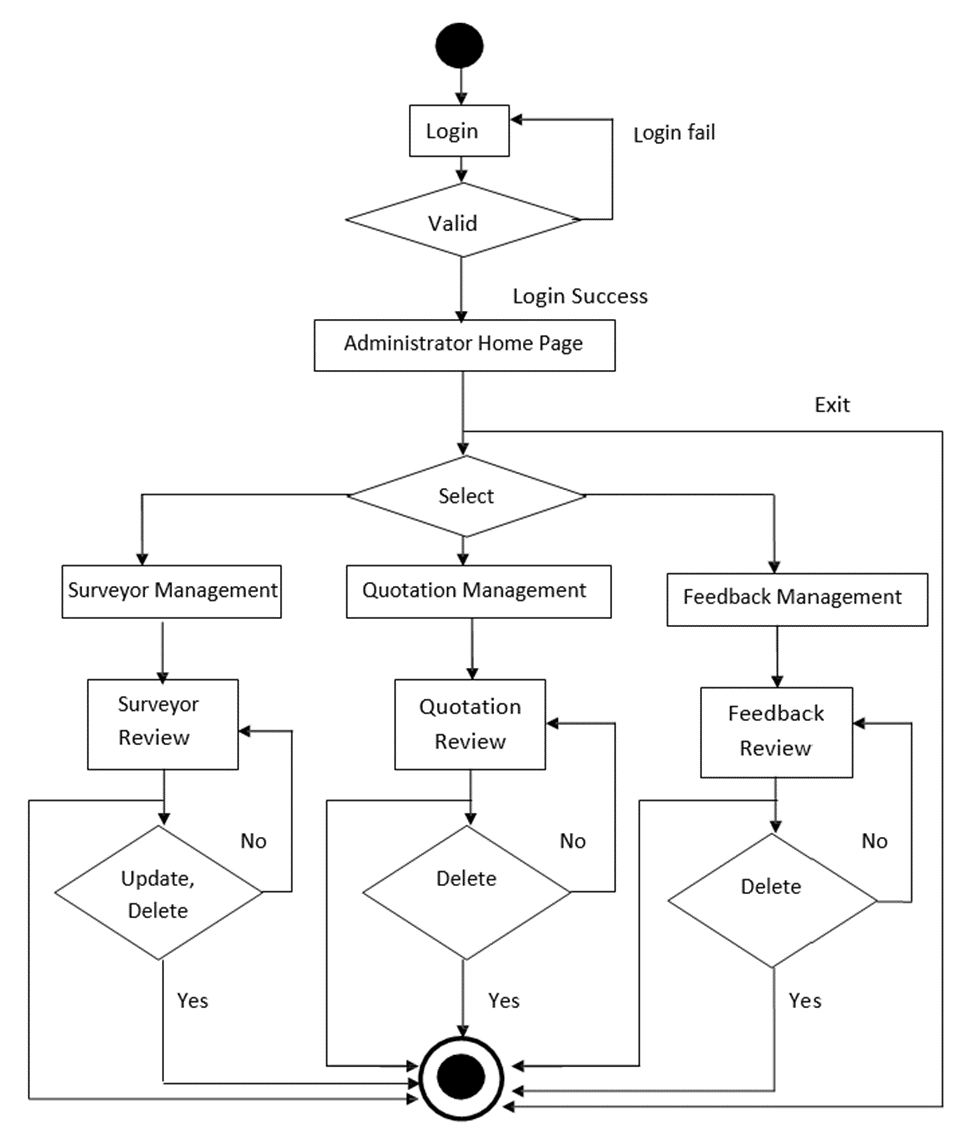 Login
Login fail
Valid
Login Success
Administrator Home Page
Exit
Select
Surveyor Management
Quotation Management
Feedback Management
Surveyor
Review
Quotation
Review
Feedback
Review
No
No
No
Update,
Delete
Delete
Delete
Yes
Yes
Yes